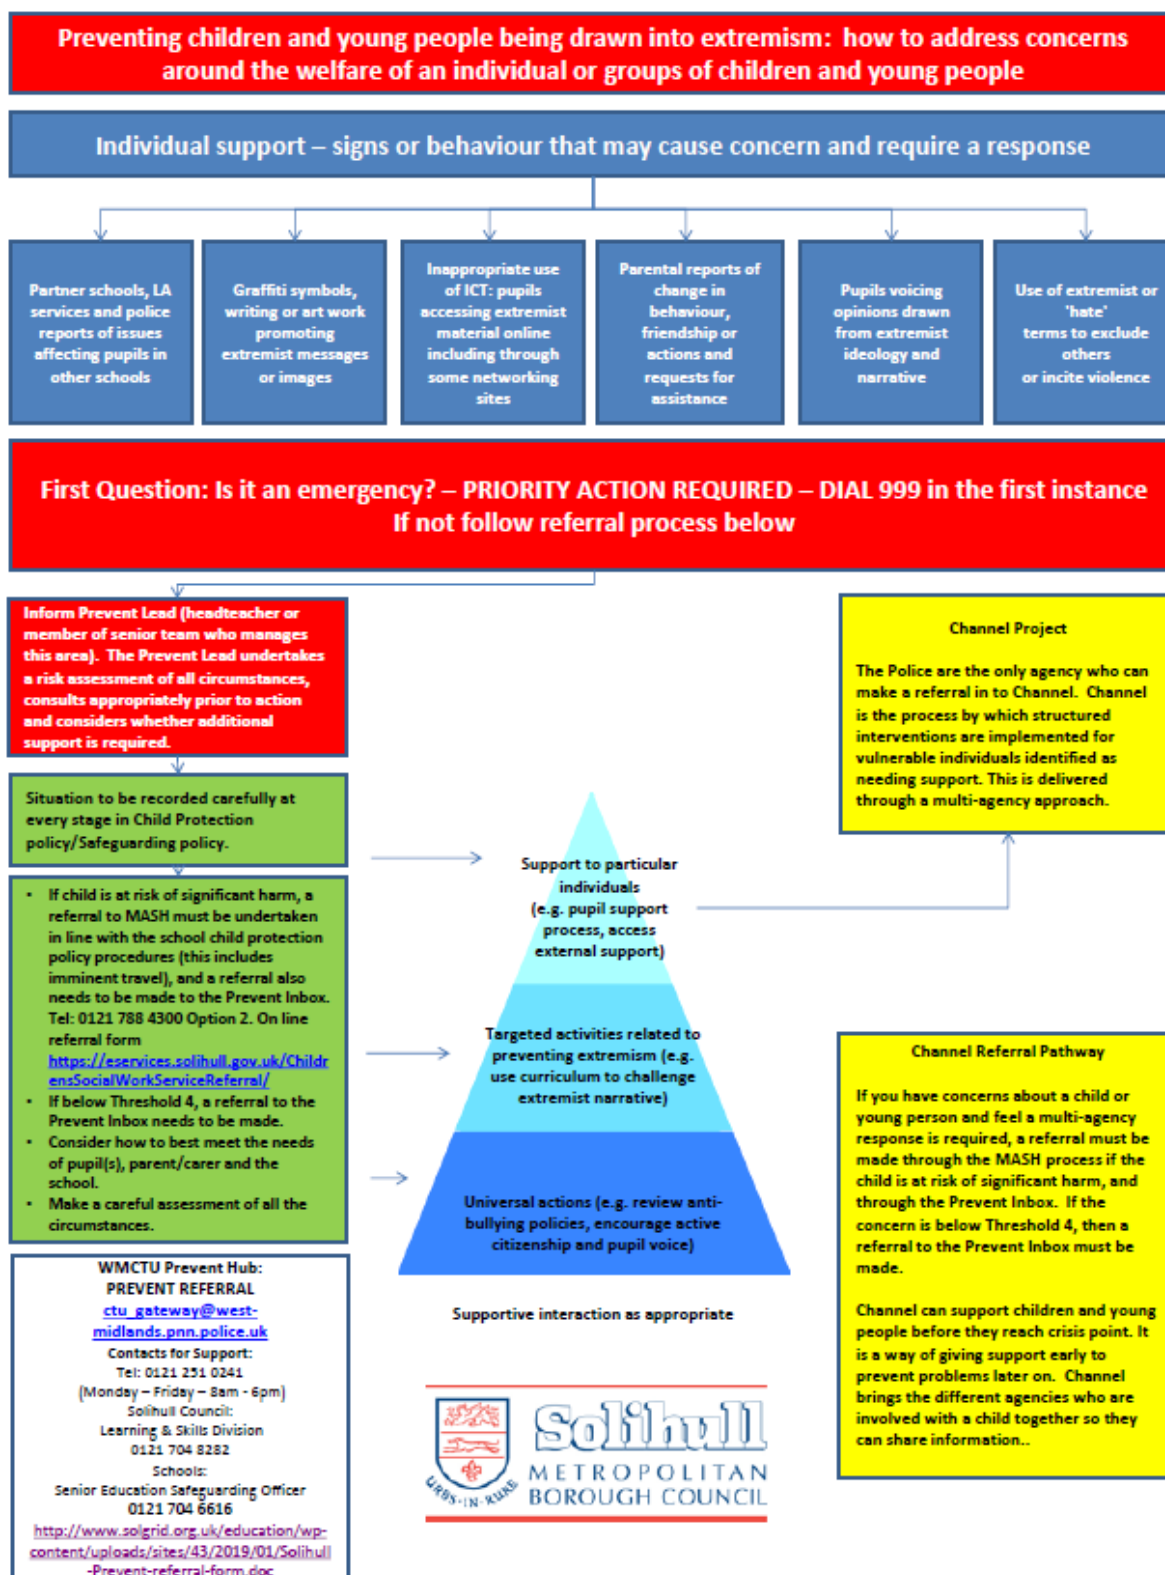 Preventing children and young people being drawn into extremism: how to address concerns
around the welfare of an individual or groups of children and young people
Individual support – signs or behaviour that may cause concern and require a response
Partner schools, LA
services and police
reports of issues
affecting pupils in
other schools
Graffiti symbols,
writing or art work
promoting
extremist messages
or images
Inappropriate use
of ICT: pupils
accessing extremist
material online
including through
some networking
sites
Parental reports of
change in
behaviour,
friendship or
actions and
requests for
assistance
Pupils voicing
opinions drawn
from extremist
ideology and
narrative
Use of extremist or
'hate'
terms to exclude
others
or incite violence
First Question: Is it an emergency? – PRIORITY ACTION REQUIRED – DIAL 999 in the first instance
If not follow referral process below
Inform Prevent Lead (headteacher or
member of senior team who manages
this area). The Prevent Lead undertakes
a risk assessment of all circumstances,
consults appropriately prior to action
and considers whether additional
support is required.
Situation to be recorded carefully at
every stage in Child Protection
policy/Safeguarding policy.
• If child is at risk of significant harm, a
referral to MASH must be undertaken
in line with the school child protection
policy procedures (this includes
imminent travel), and a referral also
needs to be made to the Prevent Inbox.
Tel: 0121 788 4300 Option 2. On line
referral form
https://eservices.solihull.gov.uk/Childr
ensSocialWorkServiceReferral/
• If below Threshold 4, a referral to the
Prevent Inbox needs to be made.
• Consider how to best meet the needs
of pupil(s), parent/carer and the
school.
• Make a careful assessment of all the
circumstances.
WMCTU Prevent Hub:
PREVENT REFERRAL
ctu_gateway@west-
midlands.pnn.police.uk
Contacts for Support:
Tel: 0121 251 0241
(Monday – Friday – 8am - 6pm)
Solihull Council:
Learning & Skills Division
0121 704 8282
Schools:
Senior Education Safeguarding Officer
0121 704 6616
http://www.solgrid.org.uk/education/wp-
content/uploads/sites/43/2019/01/Solihull
-Prevent-referral-form.doc
Support to particular
individuals
(e.g. pupil support
process, access
external support)
Targeted activities related to
preventing extremism (e.g.
use curriculum to challenge
extremist narrative)
Universal actions (e.g. review anti-
bullying policies, encourage active
citizenship and pupil voice)
Supportive interaction as appropriate
URBS-IN-RURE
Solihull
METROPOLITAN
BOROUGH COUNCIL
Channel Project
The Police are the only agency who can
make a referral in to Channel. Channel
is the process by which structured
interventions are implemented for
vulnerable individuals identified as
needing support. This is delivered
through a multi-agency approach.
Channel Referral Pathway
If you have concerns about a child or
young person and feel a multi-agency
response is required, a referral must be
made through the MASH process if the
child is at risk of significant harm, and
through the Prevent Inbox. If the
concern is below Threshold 4, then a
referral to the Prevent Inbox must be
made.
Channel can support children and young
people before they reach crisis point. It
is a way of giving support early to
prevent problems later on. Channel
brings the different agencies who are
involved with a child together so they
can share information..